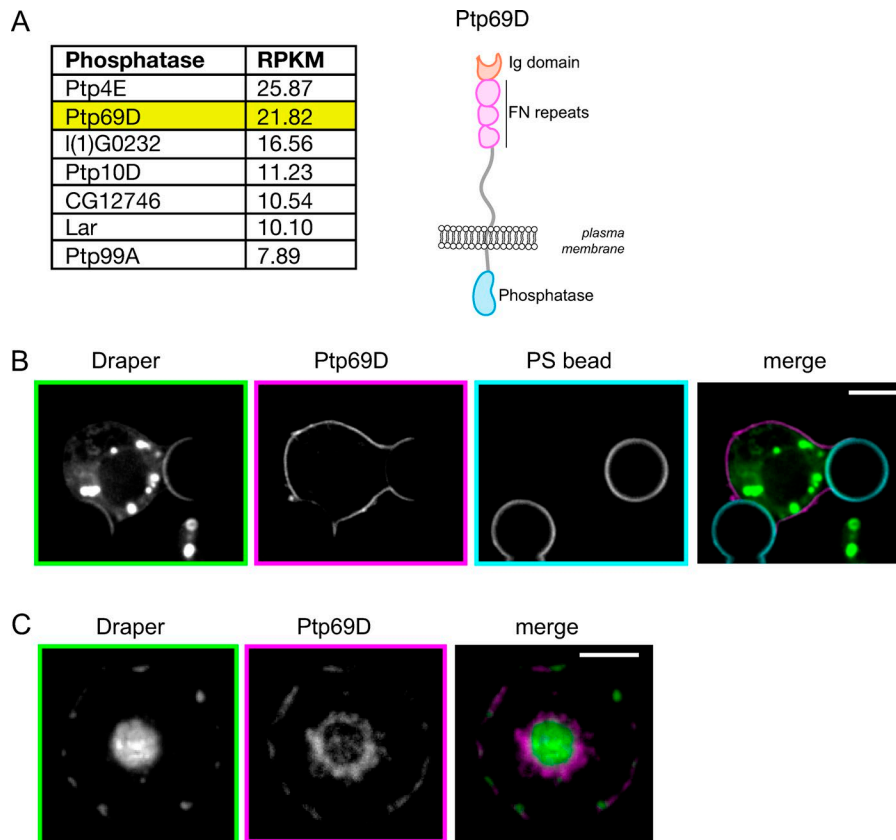 A
Phosphatase RPKM
Ptp4E 25.87
Ptp69D 21.82
l(1)G0232 16.56
Ptp10D 11.23
CG12746 10.54
Lar 10.10
Ptp99A 7.89
Ptp69D
Ig domain
FN repeats
plasma
membrane
Phosphatase
B
Draper Ptp69D PS bead merge
C
Draper Ptp69D merge